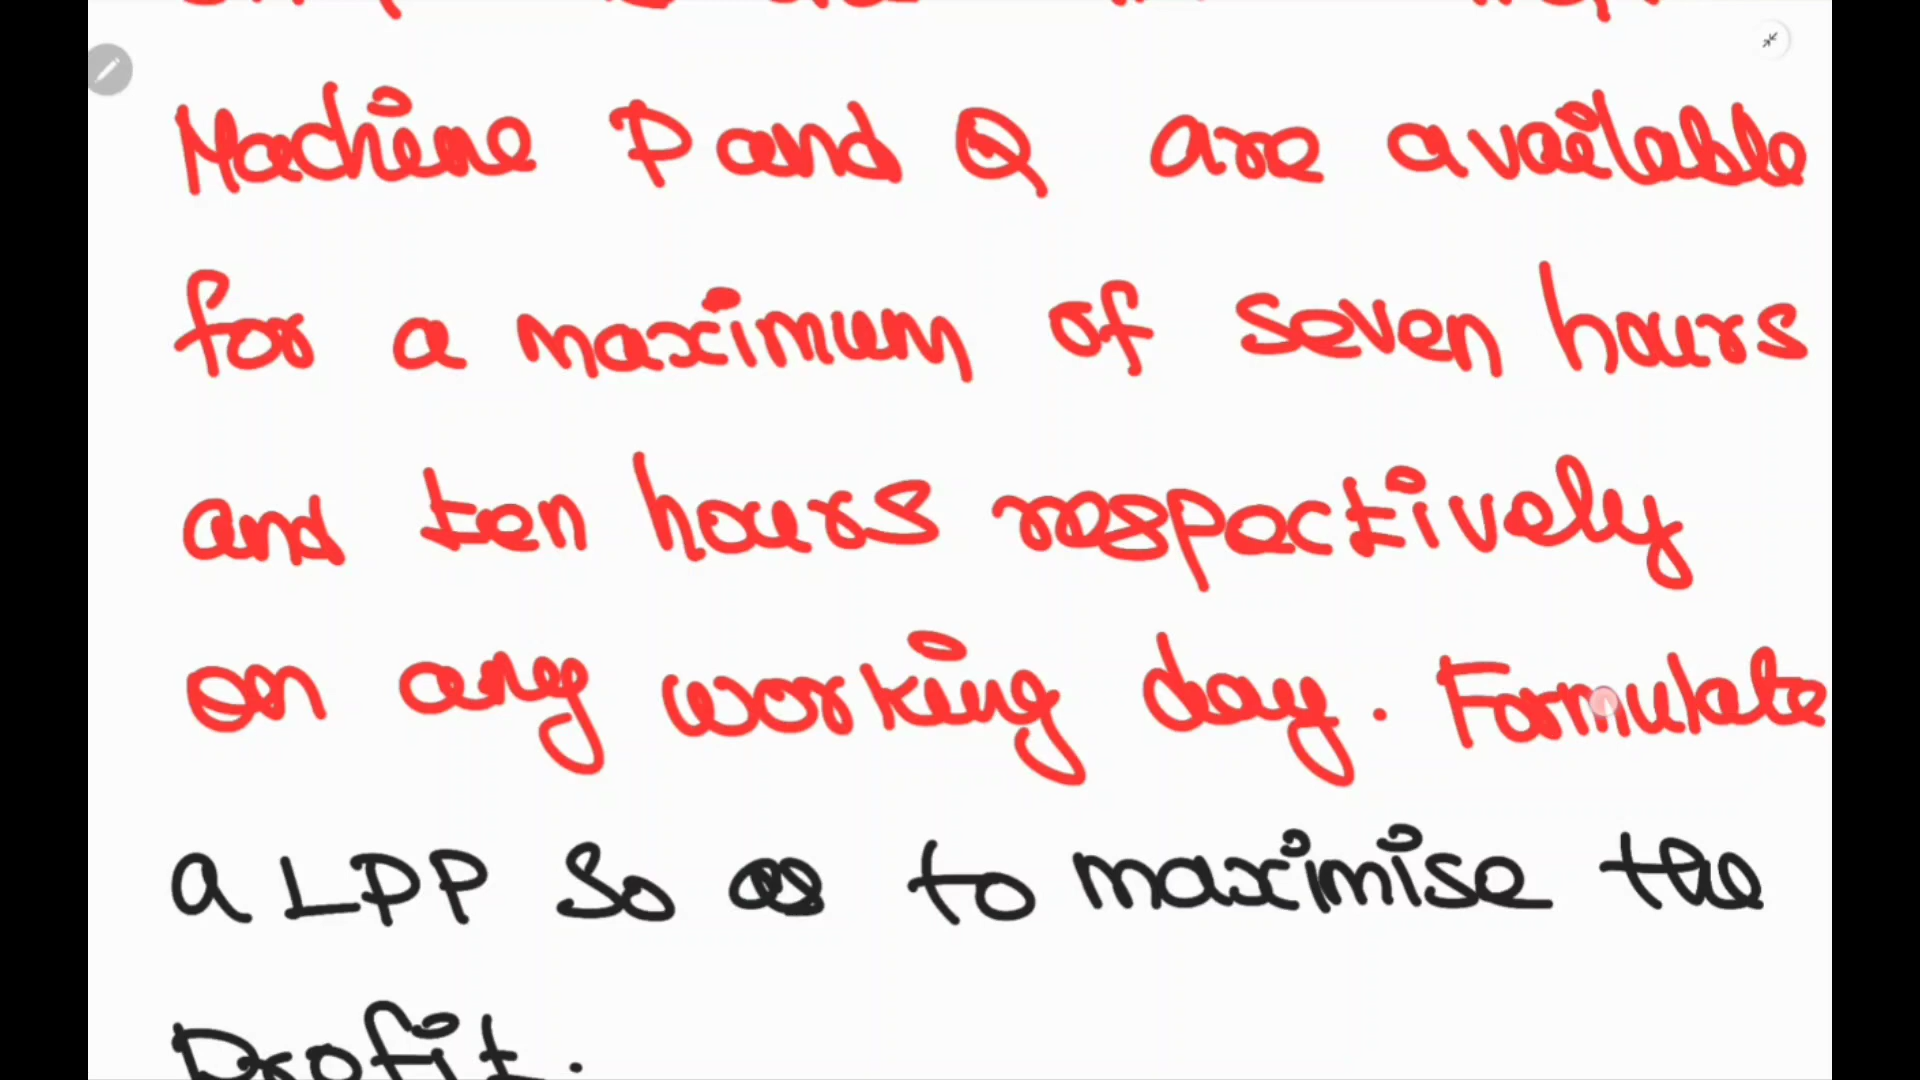 Machine P and Q are available
for a maximum of seven hours
and ten hours respectively
on any working day. Formulate
a LPP so as to maximise the
Profit.